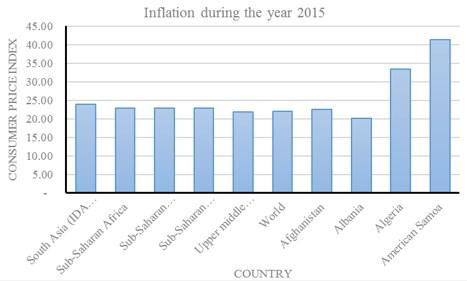 Inflation during the year 2015
CONSUMER PRICE INDEX
45.00
40.00
35.00
30.00
25.00
20.00
15.00
10.00
5.00
-
South Asia (IDA...
Sub-Saharan Africa
Sub-Saharan...
Sub-Saharan...
Upper middle...
World
Afghanistan
Albania
Algeria
American Samoa
COUNTRY